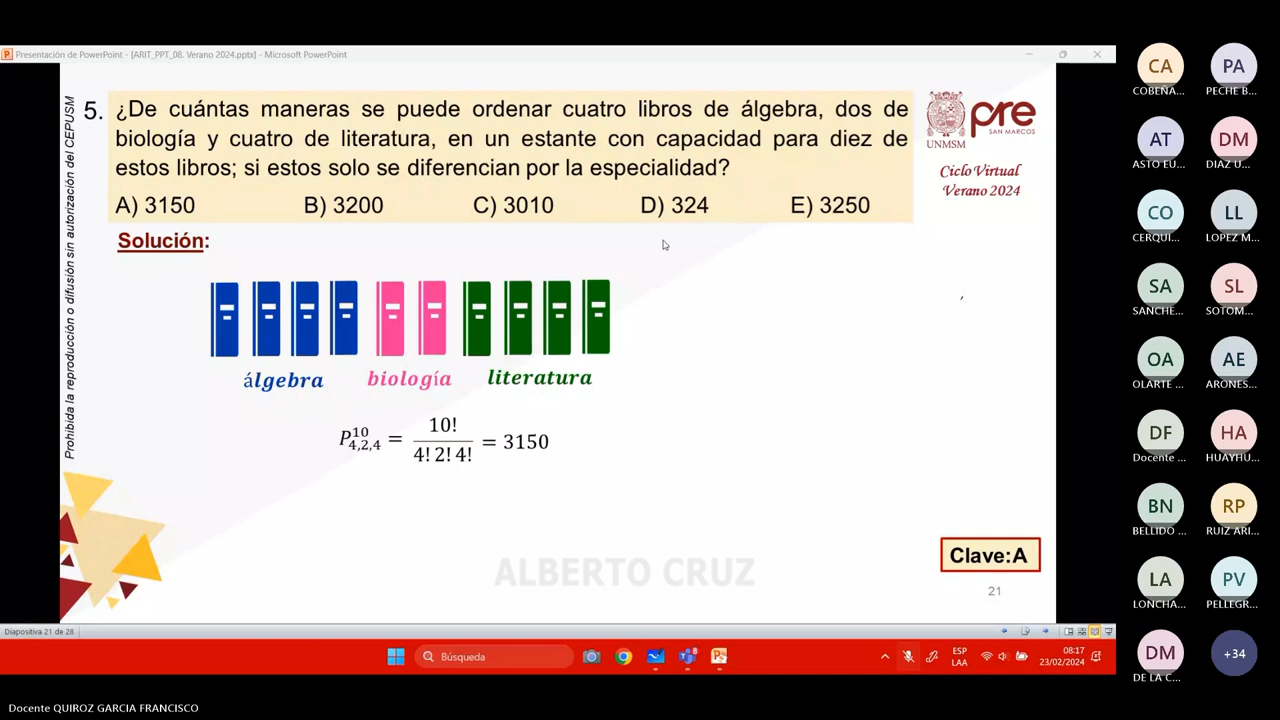 Presentación de PowerPoint - [ARIT_PPT_08. Verano 2024.pptx] - Microsoft PowerPoint
Prohibida la reproducción o difusión sin autorización del CEPUSM
5. ¿De cuántas maneras se puede ordenar cuatro libros de álgebra, dos de
biología y cuatro de literatura, en un estante con capacidad para diez de
estos libros; si estos solo se diferencian por la especialidad?
A) 3150 B) 3200 C) 3010 D) 324 E) 3250
UNMSM
pre
SAN MARCOS
Ciclo Virtual
Verano 2024
Solución:
álgebra biología literatura
P^{10}_{4,2,4} = 10! / 4! 2! 4! = 3150
Clave:A
ALBERTO CRUZ
21
Diapositiva 21 de 28
Búsqueda
8
ESP
LAA
08:17
23/02/2024
Docente QUIROZ GARCIA FRANCISCO
CA
COBEÑA...
PA
PECHE B...
AT
ASTO EU...
DM
DIAZ U...
CO
CERQUI...
LL
LOPEZ M...
SA
SANCHE...
SL
SOTOM...
OA
OLARTE ...
AE
ARONES...
DF
Docente ...
HA
HUAYHU...
BN
BELLIDO ...
RP
RUIZ ARI...
LA
LONCHA...
PV
PELLEGR...
DM
DE LA C...
+34